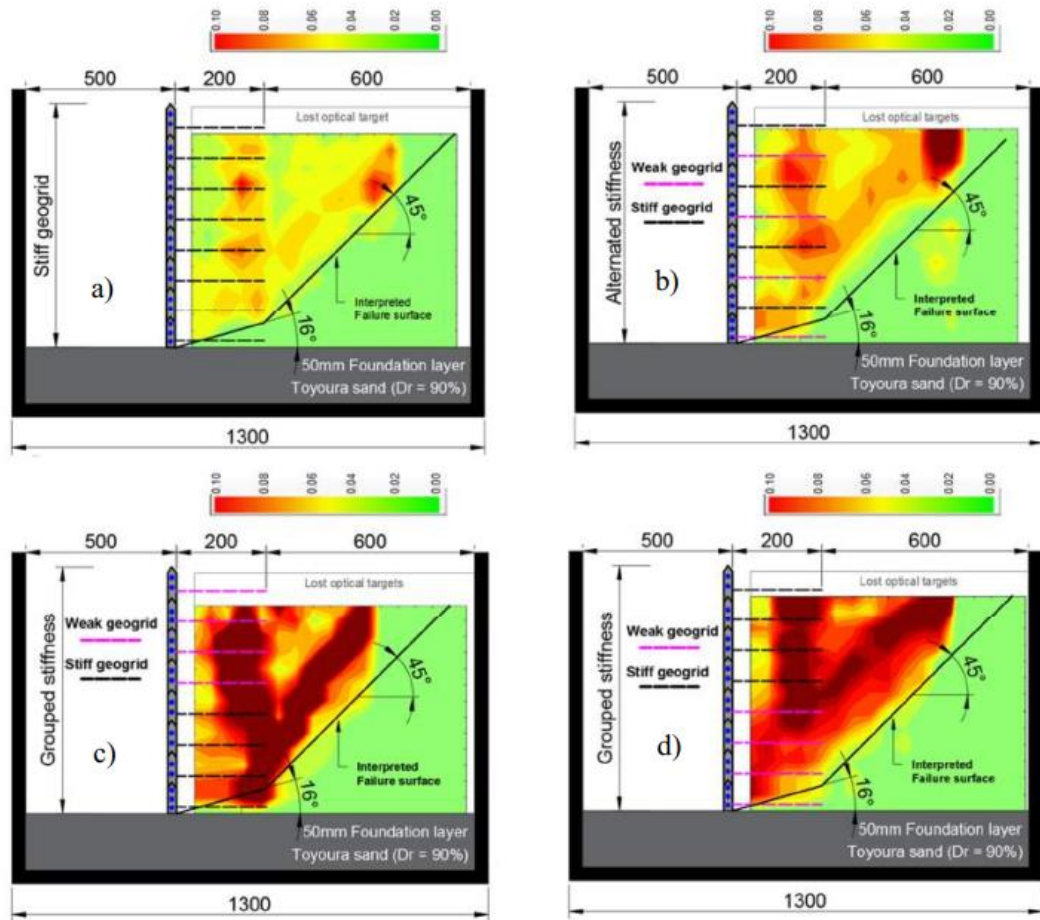 0.10 0.08 0.06 0.04 0.02 0.00
500 200 600
Lost optical target
Stiff geogrid
a)
45°
Interpreted
Failure surface
16°
50mm Foundation layer
Toyoura sand (Dr = 90%)
1300
0.10 0.08 0.06 0.04 0.02 0.00
500 200 600
Lost optical targets
Alternated stiffness
Weak geogrid
Stiff geogrid
b)
45°
Interpreted
Failure surface
16°
50mm Foundation layer
Toyoura sand (Dr = 90%)
1300
0.10 0.08 0.06 0.04 0.02 0.00
500 200 600
Lost optical targets
Grouped stiffness
Weak geogrid
Stiff geogrid
c)
45°
Interpreted
Failure surface
16°
50mm Foundation layer
Toyoura sand (Dr = 90%)
1300
0.10 0.08 0.06 0.04 0.02 0.00
500 200 600
Lost optical targets
Grouped stiffness
Weak geogrid
Stiff geogrid
d)
45°
Interpreted
Failure surface
16°
50mm Foundation layer
Toyoura sand (Dr = 90%)
1300